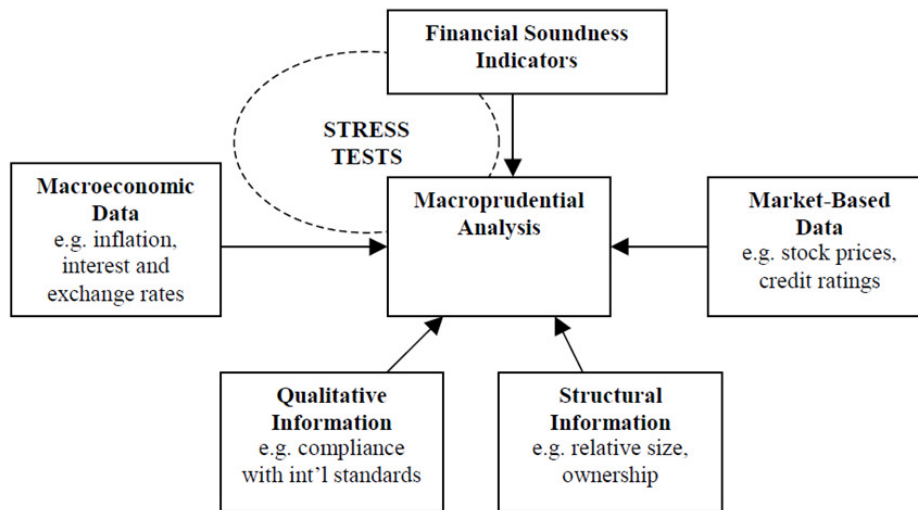 Financial Soundness
Indicators
STRESS
TESTS
Macroeconomic
Data
e.g. inflation,
interest and
exchange rates
Macroprudential
Analysis
Market-Based
Data
e.g. stock prices,
credit ratings
Qualitative
Information
e.g. compliance
with int'l standards
Structural
Information
e.g. relative size,
ownership